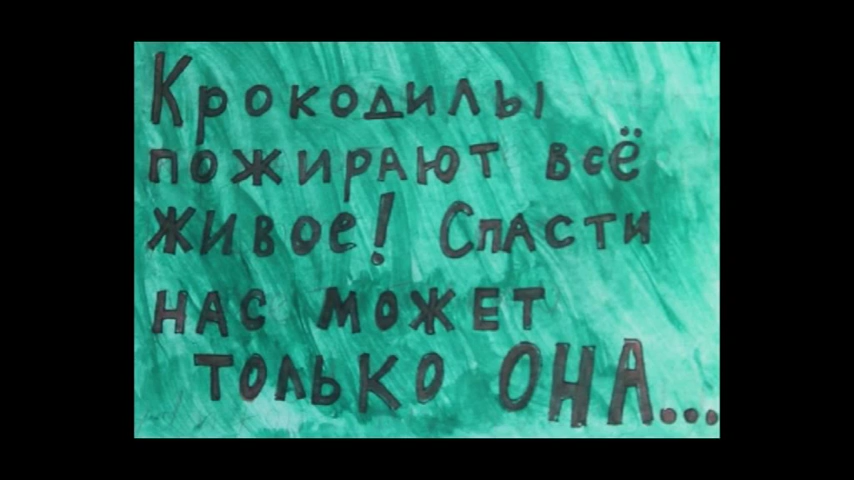 Крокодилы
пожирают всё
живое! Спасти
нас может
только ОНА...